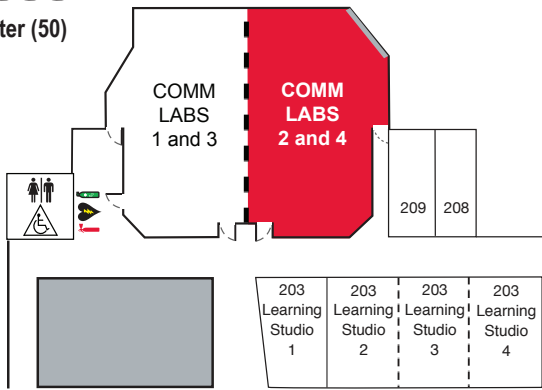 ter (50)
COMM
LABS
1 and 3
COMM
LABS
2 and 4
209
208
203
Learning
Studio
1
203
Learning
Studio
2
203
Learning
Studio
3
203
Learning
Studio
4